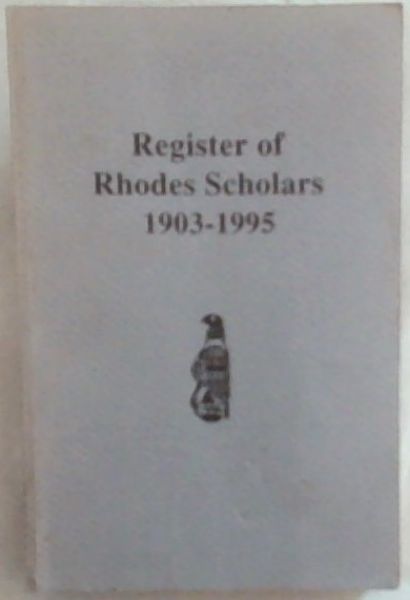 Register of
Rhodes Scholars
1903-1995